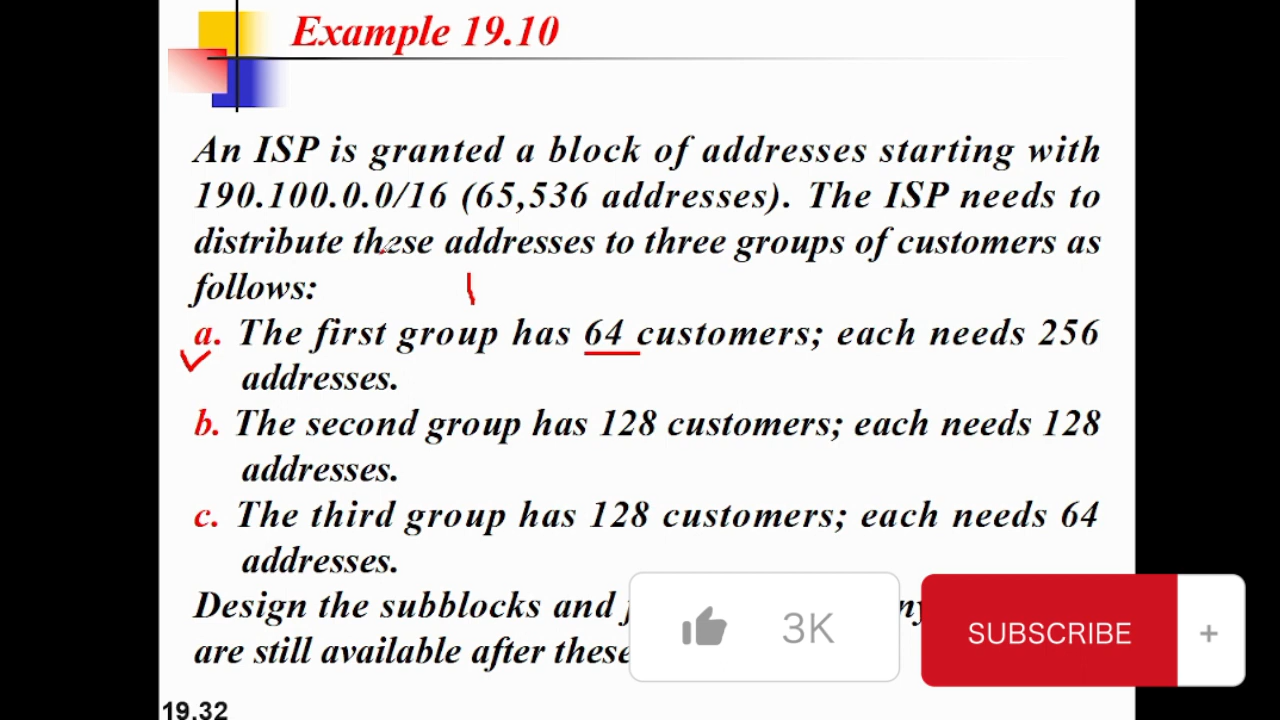 Example 19.10
An ISP is granted a block of addresses starting with
190.100.0.0/16 (65,536 addresses). The ISP needs to
distribute these addresses to three groups of customers as
follows:
a. The first group has 64 customers; each needs 256
addresses.
b. The second group has 128 customers; each needs 128
addresses.
c. The third group has 128 customers; each needs 64
addresses.
Design the subblocks and
are still available after these
3K
SUBSCRIBE +
19.32